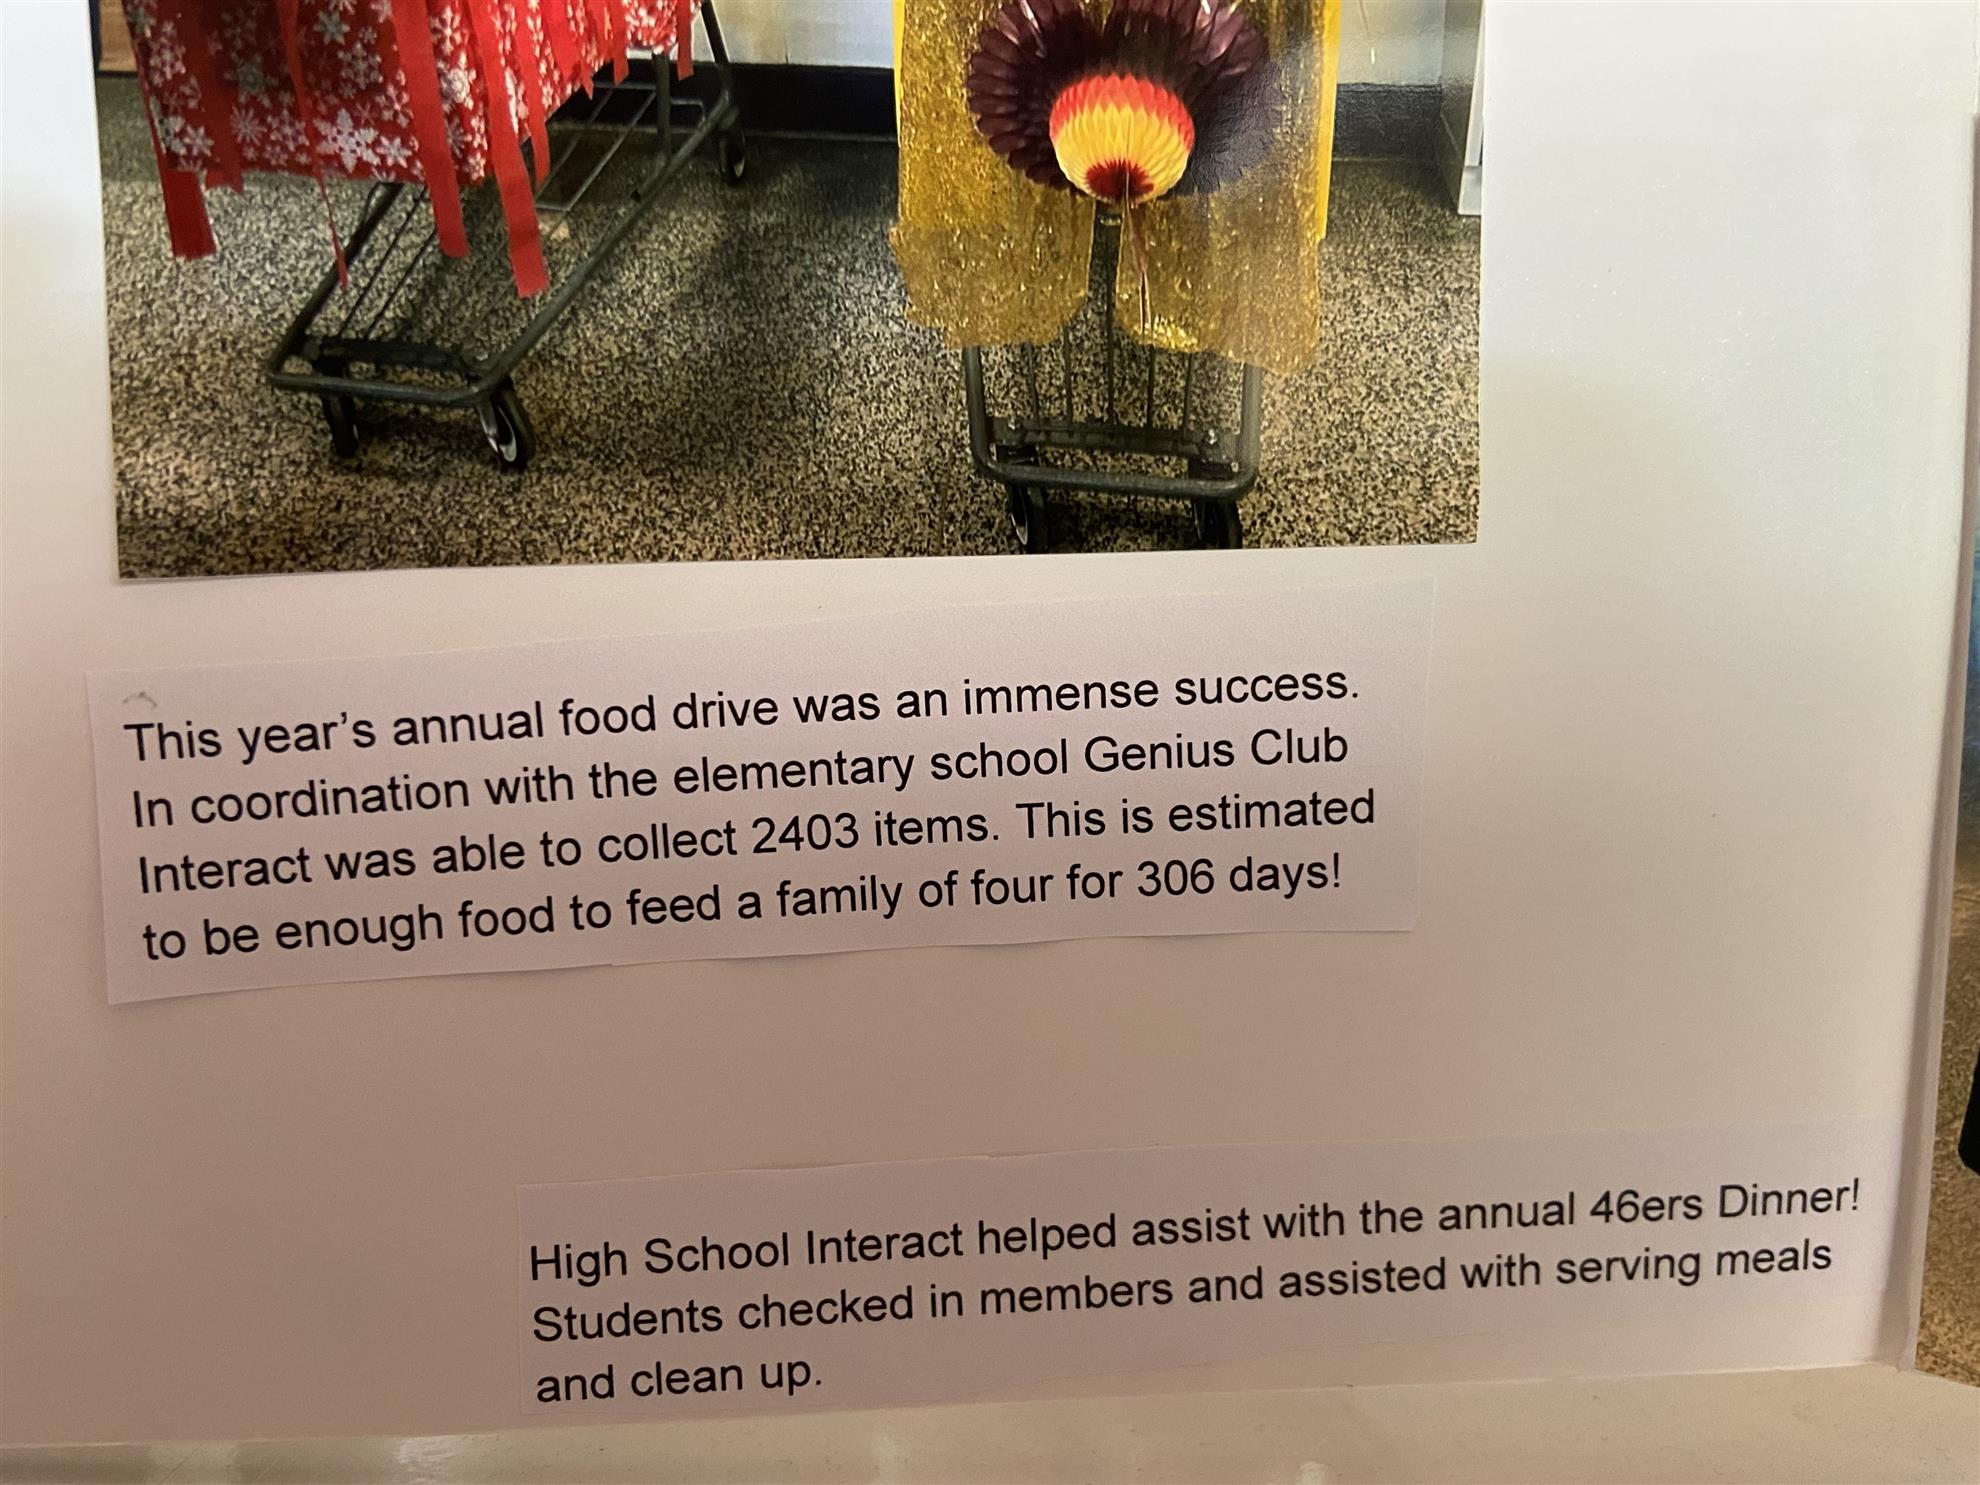 This year’s annual food drive was an immense success.
In coordination with the elementary school Genius Club
Interact was able to collect 2403 items. This is estimated
to be enough food to feed a family of four for 306 days!
High School Interact helped assist with the annual 46ers Dinner!
Students checked in members and assisted with serving meals
and clean up.